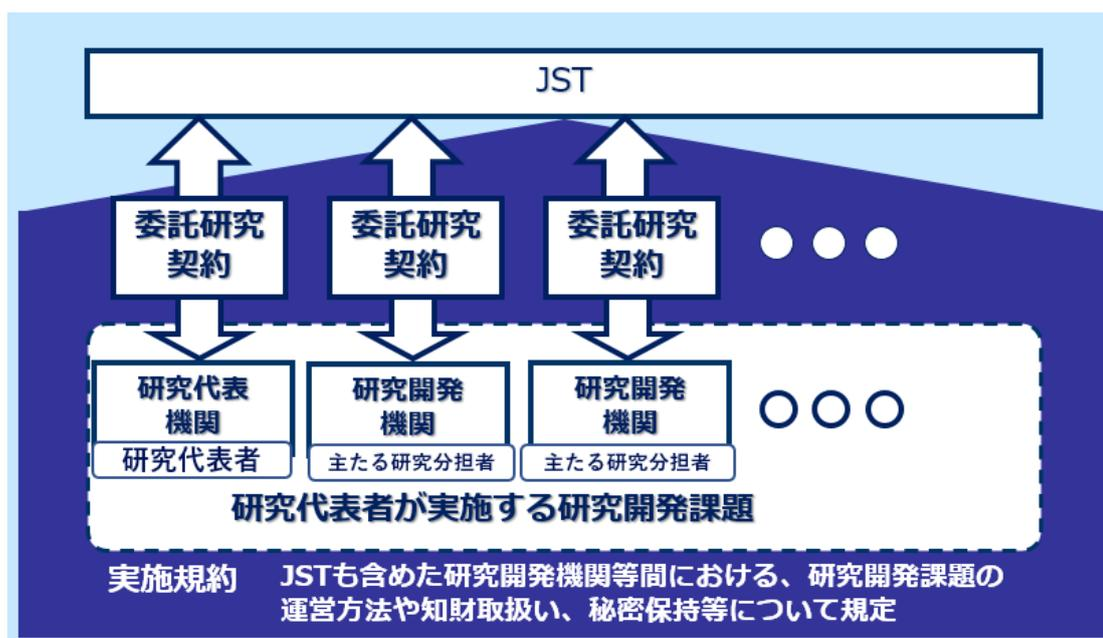 JST
委託研究
契約
委託研究
契約
委託研究
契約
研究代表
機関
研究代表者
研究開発
機関
主たる研究分担者
研究開発
機関
主たる研究分担者
研究代表者が実施する研究開発課題
実施規約
JSTも含めた研究開発機関等間における、研究開発課題の
運営方法や知財取扱い、秘密保持等について規定